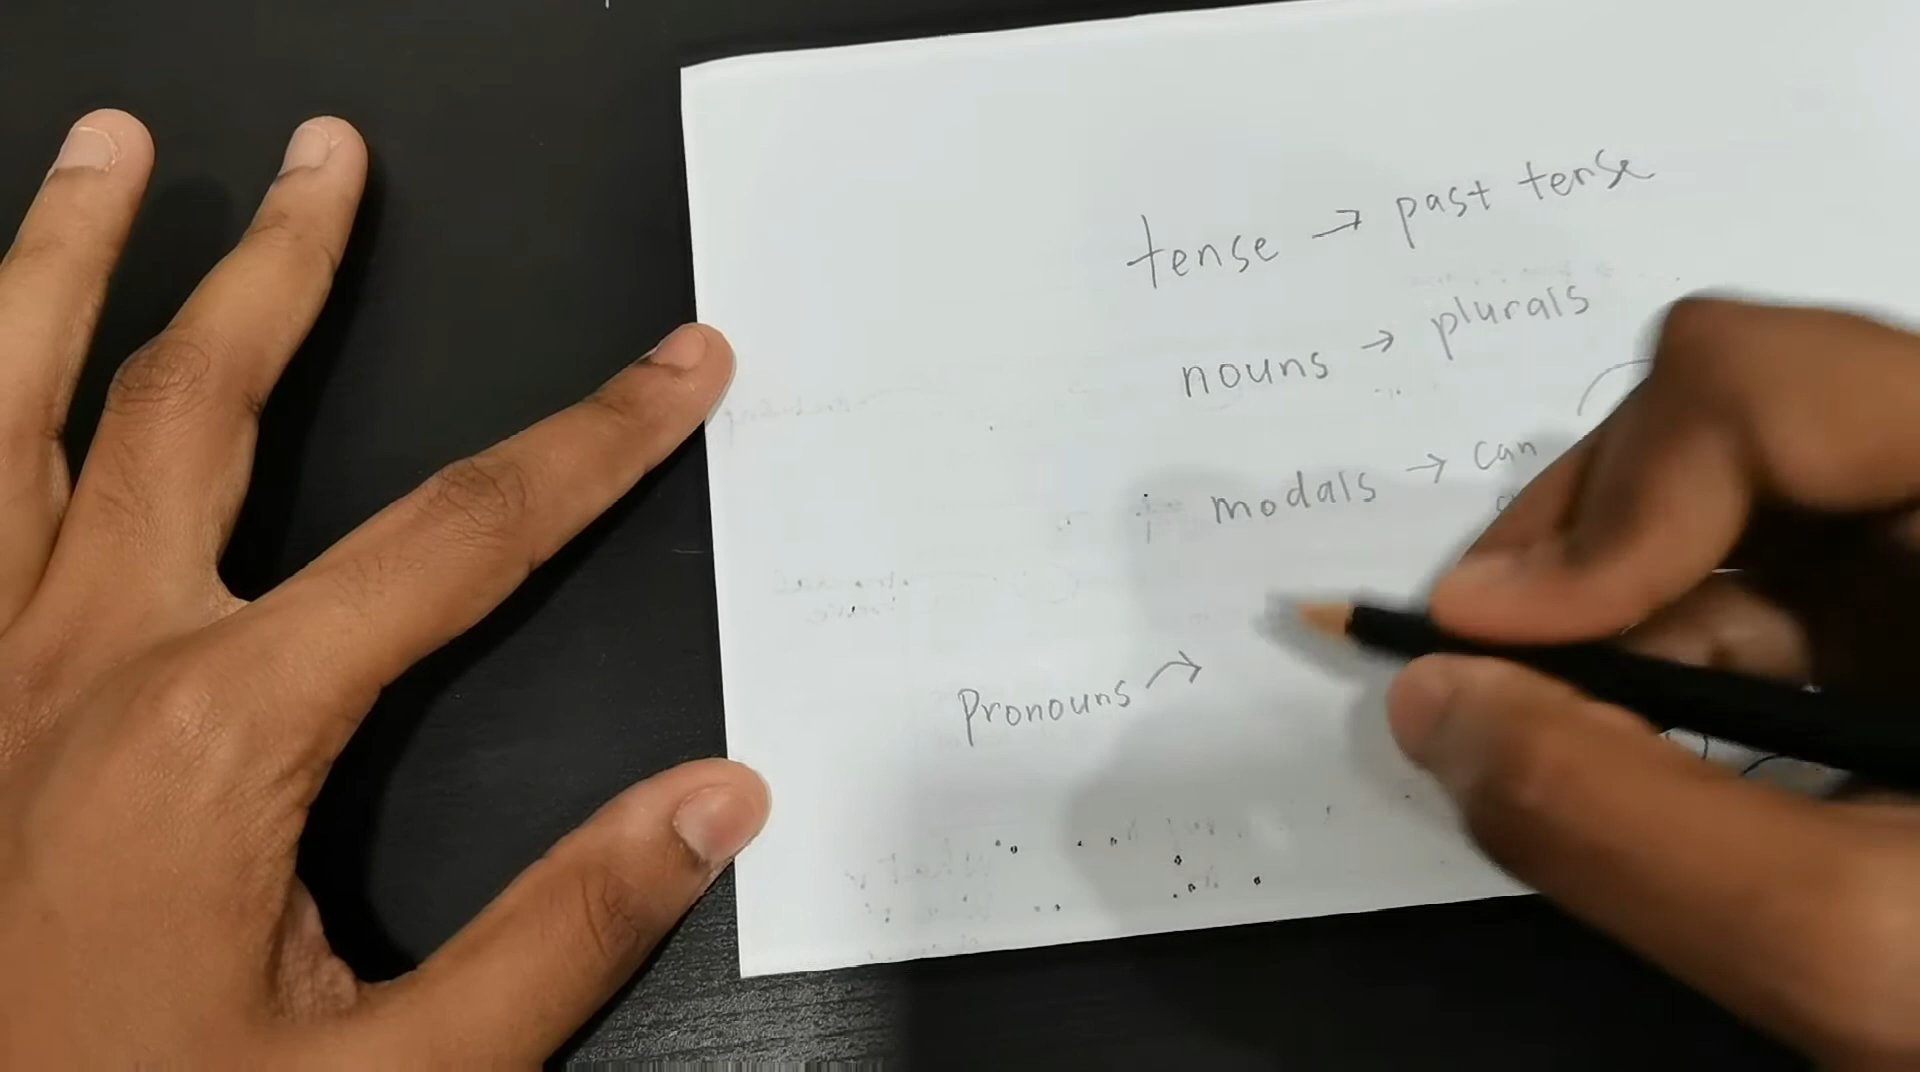 tense → past tense
nouns → plurals
modals → can
Pronouns →